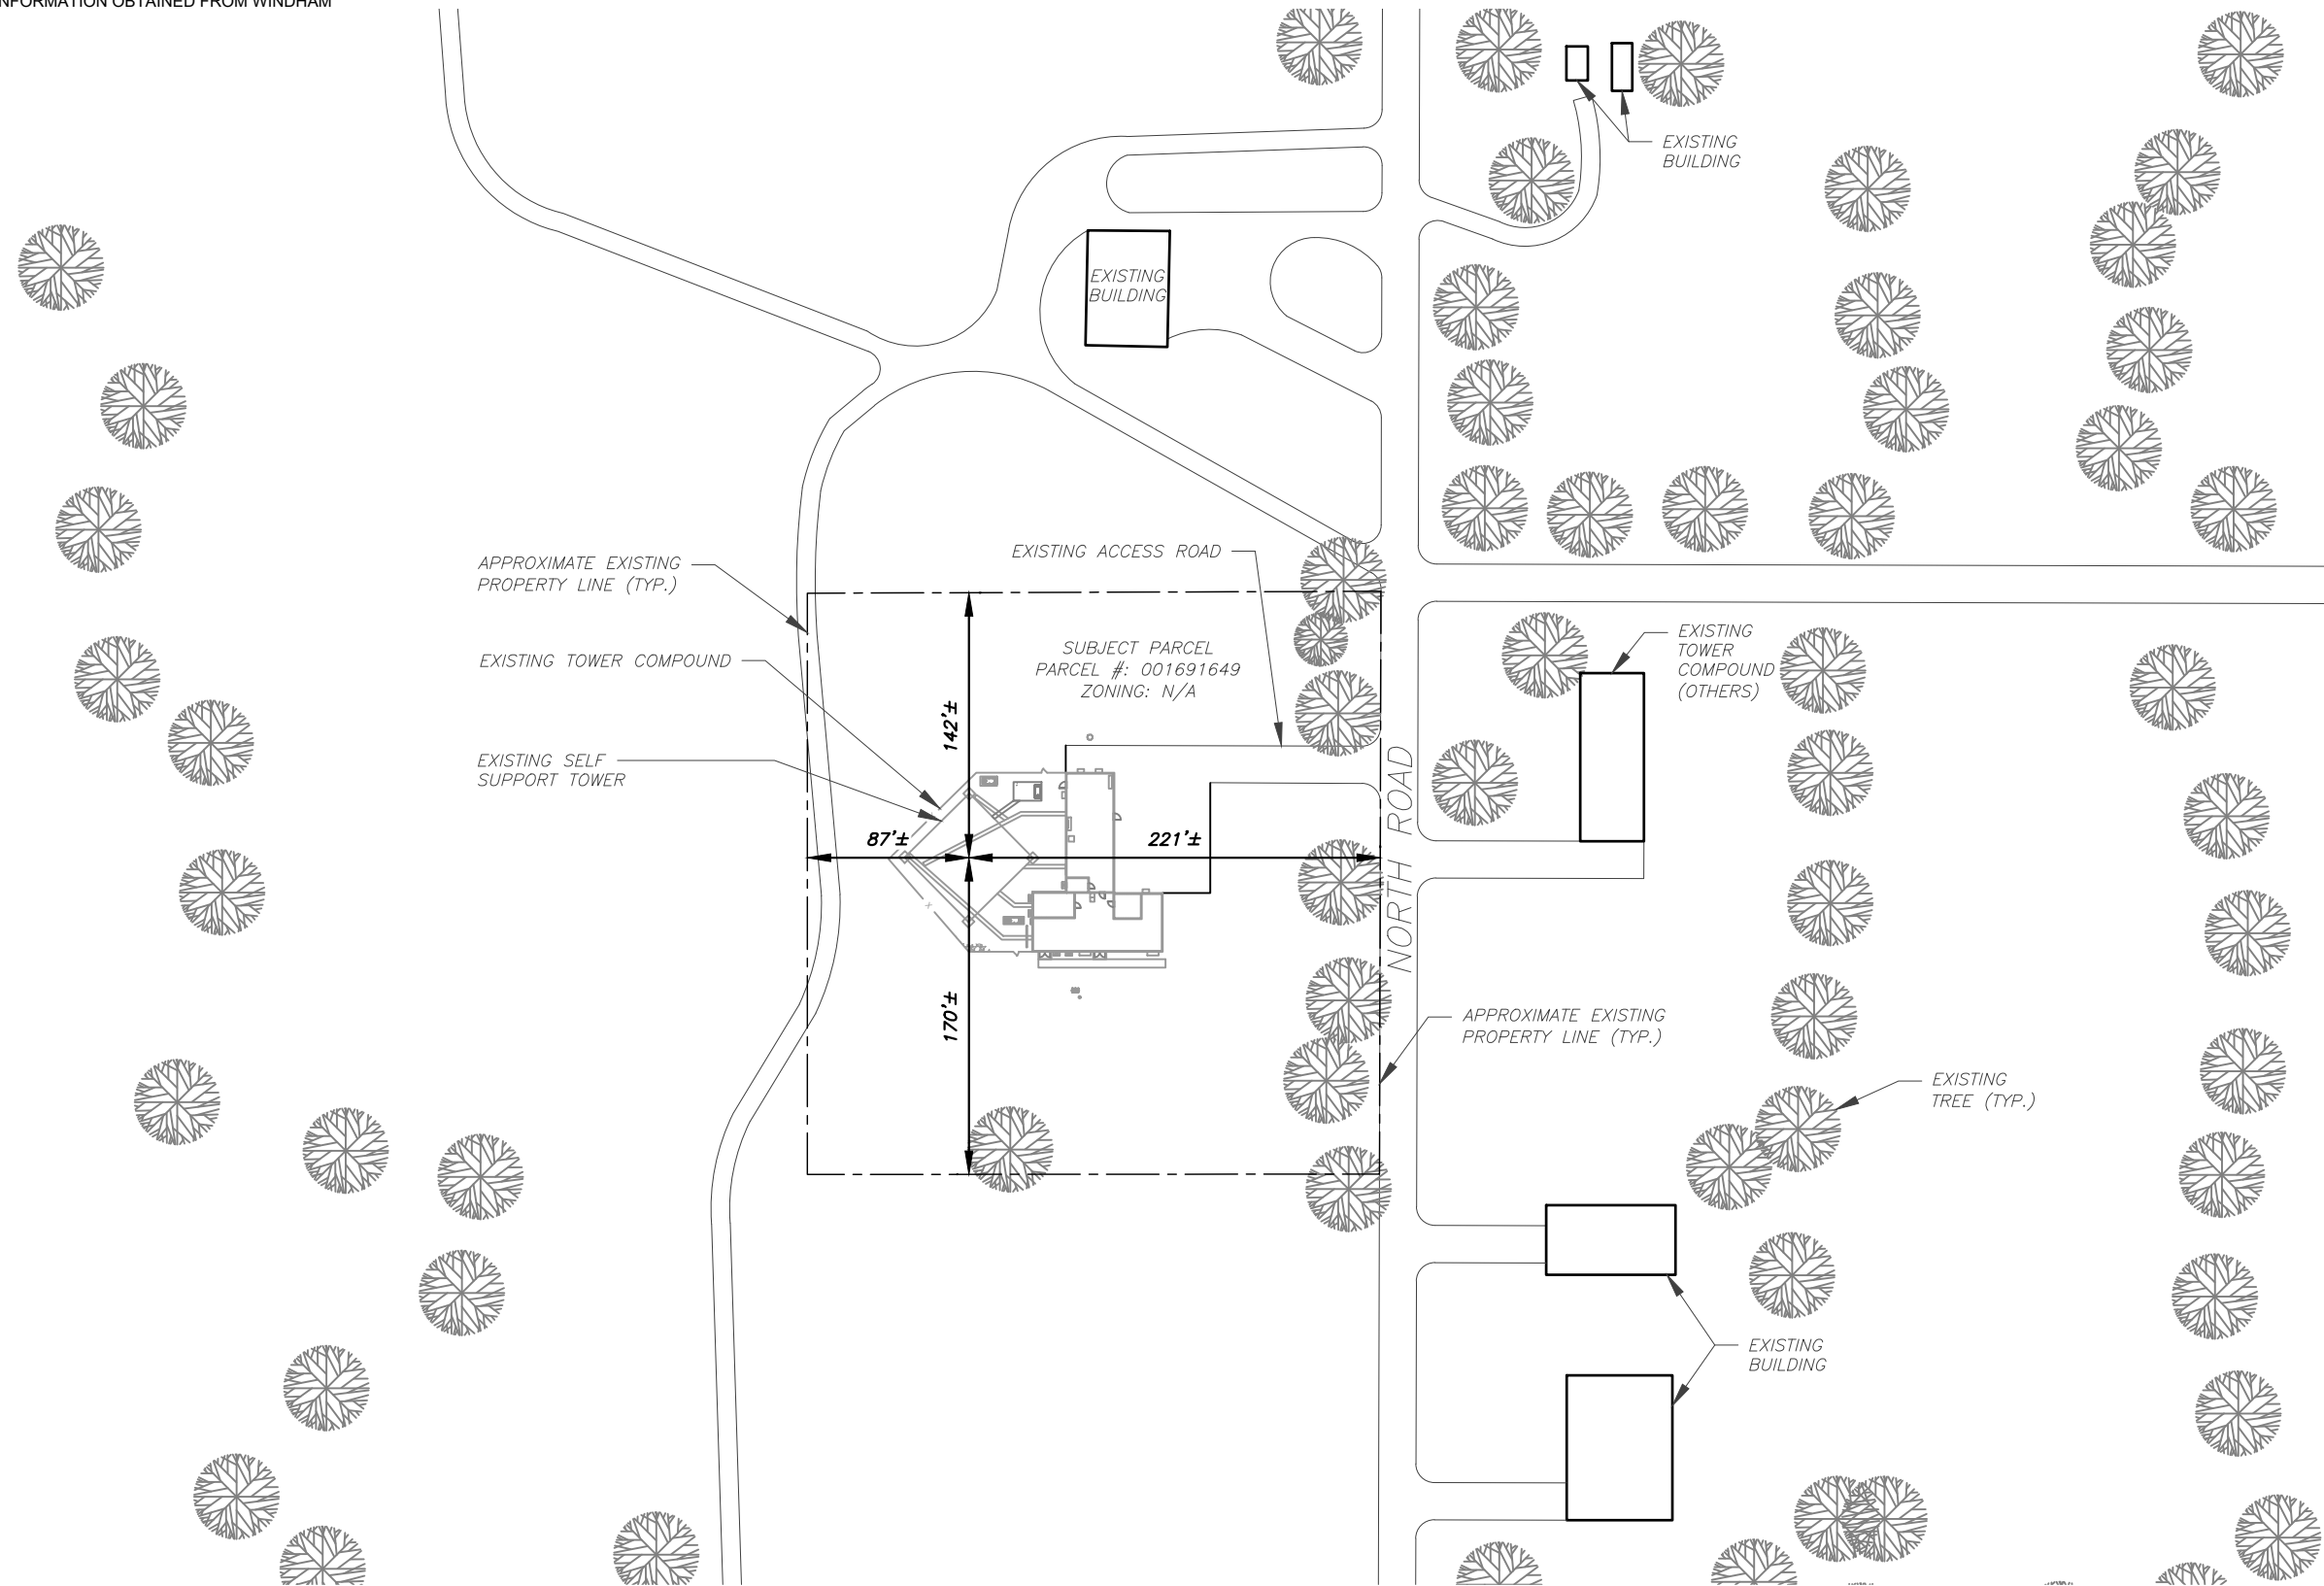 NFORMATION OBTAINED FROM WINDHAM
EXISTING
BUILDING
EXISTING
BUILDING
APPROXIMATE EXISTING
PROPERTY LINE (TYP.)
EXISTING ACCESS ROAD
EXISTING TOWER COMPOUND
SUBJECT PARCEL
PARCEL #: 001691649
ZONING: N/A
EXISTING
TOWER
COMPOUND
(OTHERS)
EXISTING SELF
SUPPORT TOWER
142'±
87'±
221'±
170'±
NORTH ROAD
APPROXIMATE EXISTING
PROPERTY LINE (TYP.)
EXISTING
TREE (TYP.)
EXISTING
BUILDING